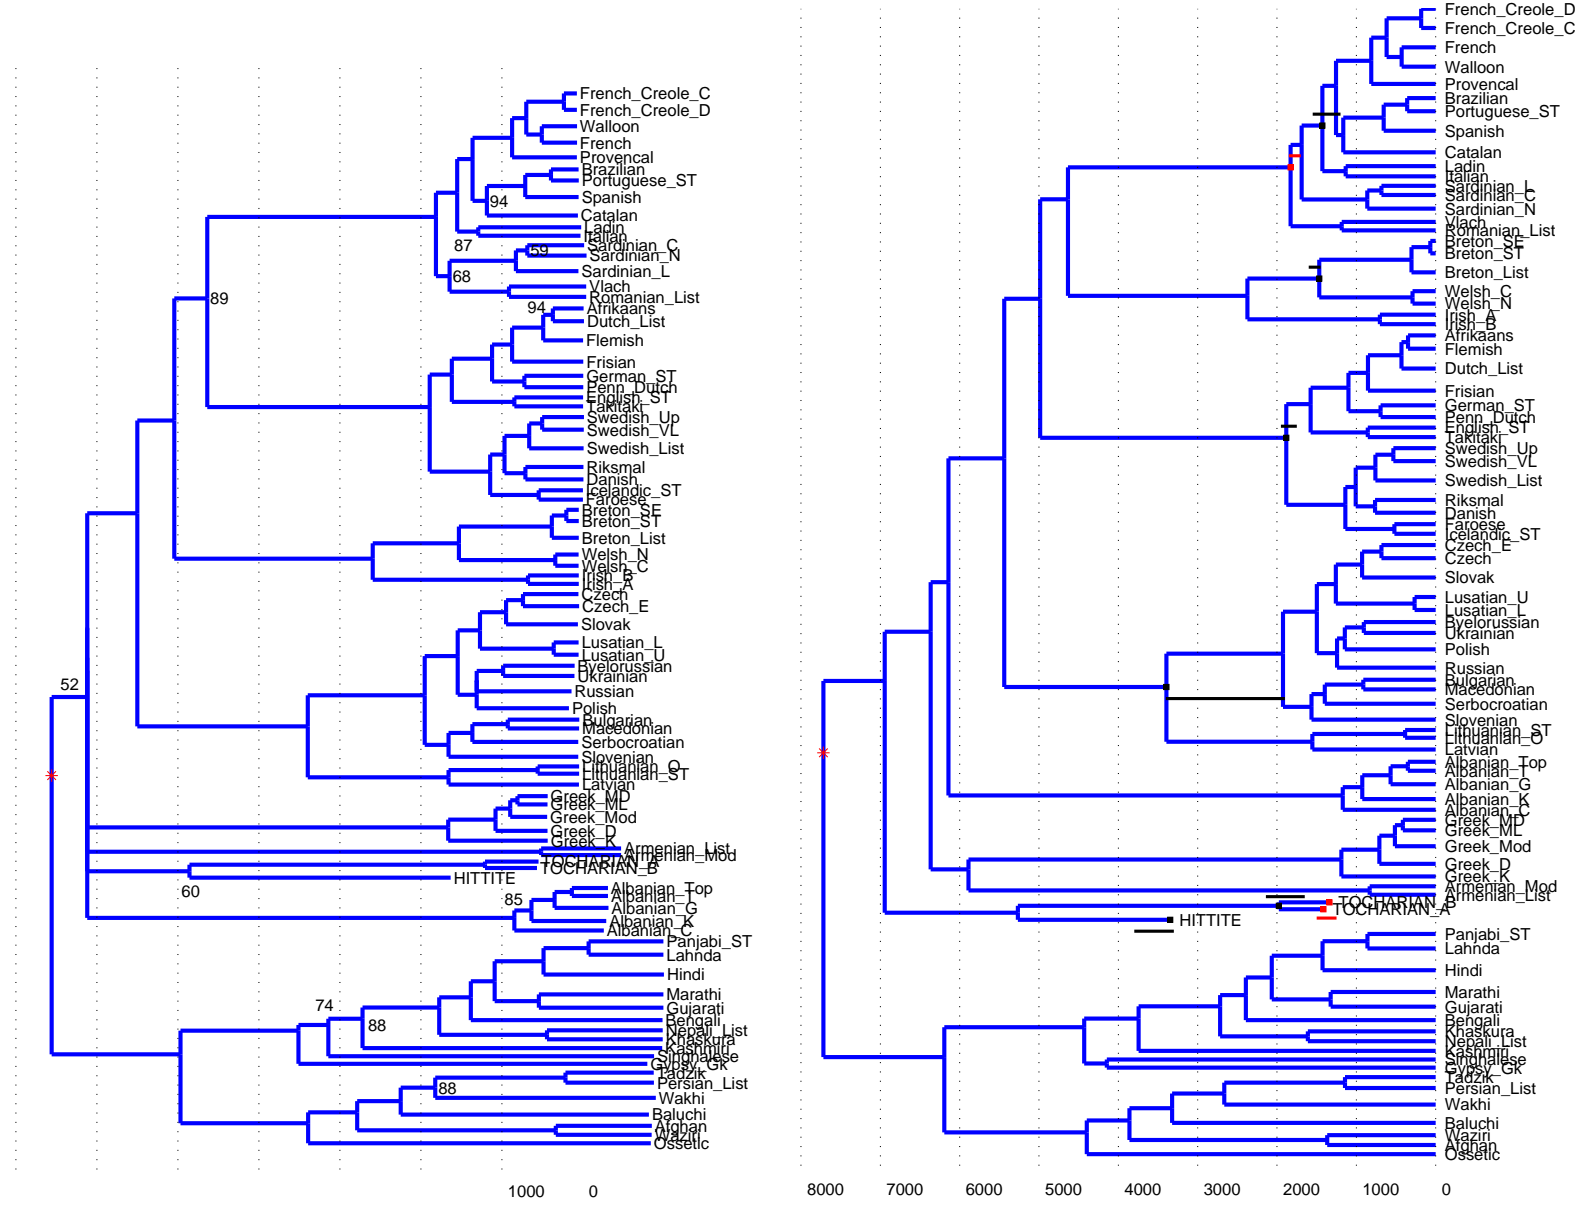 French_Creole_C
French_Creole_D
Walloon
French
Provencal
Brazilian
Portuguese_ST
94
Spanish
Catalan
Ladin
Italian
87
Sardinian_C
59
Sardinian_N
68
Sardinian_L
Vlach
Romanian_List
89
94
Afrikaans
Dutch_List
Flemish
Frisian
German_ST
Penn_Dutch
English_ST
Takitaki
Swedish_Up
Swedish_VL
Swedish_List
Riksmal
Danish
Icelandic_ST
Faroese
Breton_SE
Breton_ST
Breton_List
Welsh_N
Welsh_C
Irish_B
Irish_A
Czech
Czech_E
Slovak
Lusatian_L
Lusatian_U
Byelorussian
Ukrainian
52
Russian
Polish
Bulgarian
Macedonian
Serbocroatian
Slovenian
Lithuanian_O
Lithuanian_ST
Latvian
Greek_MD
Greek_ML
Greek_Mod
Greek_D
Greek_K
Armenian_List
Armenian_Mod
TOCHARIAN_A
TOCHARIAN_B
HITTITE
60
Albanian_Top
Albanian_T
85
Albanian_G
Albanian_K
Albanian_C
Panjabi_ST
Lahnda
Hindi
Marathi
74
Gujarati
88
Bengali
Nepali_List
Khaskura
Kashmiri
Singhalese
Gypsy_Gk
Tadzik
88
Persian_List
Wakhi
Baluchi
Afghan
Waziri
Ossetic
1000 0
French_Creole_D
French_Creole_C
French
Walloon
Provencal
Brazilian
Portuguese_ST
Spanish
Catalan
Ladin
Italian
Sardinian_L
Sardinian_C
Sardinian_N
Vlach
Romanian_List
Breton_SE
Breton_ST
Breton_List
Welsh_C
Welsh_N
Irish_A
Irish_B
Afrikaans
Flemish
Dutch_List
Frisian
German_ST
Penn_Dutch
English_ST
Takitaki
Swedish_Up
Swedish_VL
Swedish_List
Riksmal
Danish
Faroese
Icelandic_ST
Czech_E
Czech
Slovak
Lusatian_U
Lusatian_L
Byelorussian
Ukrainian
Polish
Russian
Bulgarian
Macedonian
Serbocroatian
Slovenian
Lithuanian_ST
Lithuanian_O
Latvian
Albanian_Top
Albanian_T
Albanian_G
Albanian_K
Albanian_C
Greek_MD
Greek_ML
Greek_Mod
Greek_D
Greek_K
Armenian_Mod
Armenian_List
TOCHARIAN_B
TOCHARIAN_A
HITTITE
Panjabi_ST
Lahnda
Hindi
Marathi
Gujarati
Bengali
Khaskura
Nepali_List
Kashmiri
Singhalese
Gypsy_Gk
Tadzik
Persian_List
Wakhi
Baluchi
Waziri
Afghan
Ossetic
8000 7000 6000 5000 4000 3000 2000 1000 0